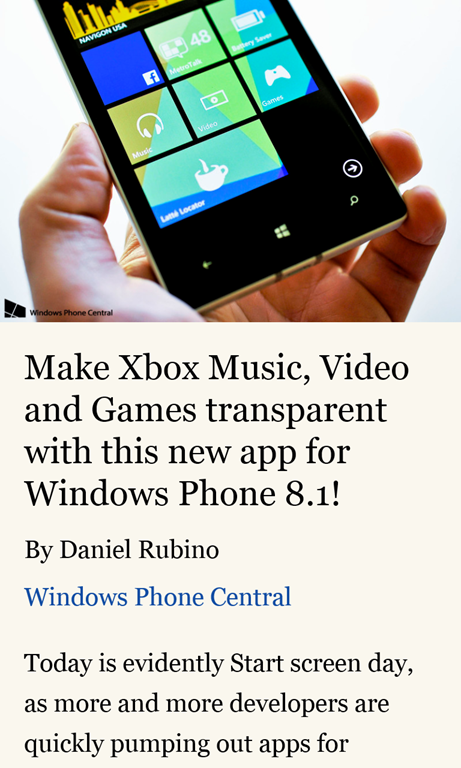 NAVIGON USA
48
MetroTalk
Battery Saver
Music
Video
Games
Latté Locator
Windows Phone Central
Make Xbox Music, Video
and Games transparent
with this new app for
Windows Phone 8.1!
By Daniel Rubino
Windows Phone Central
Today is evidently Start screen day,
as more and more developers are
quickly pumping out apps for